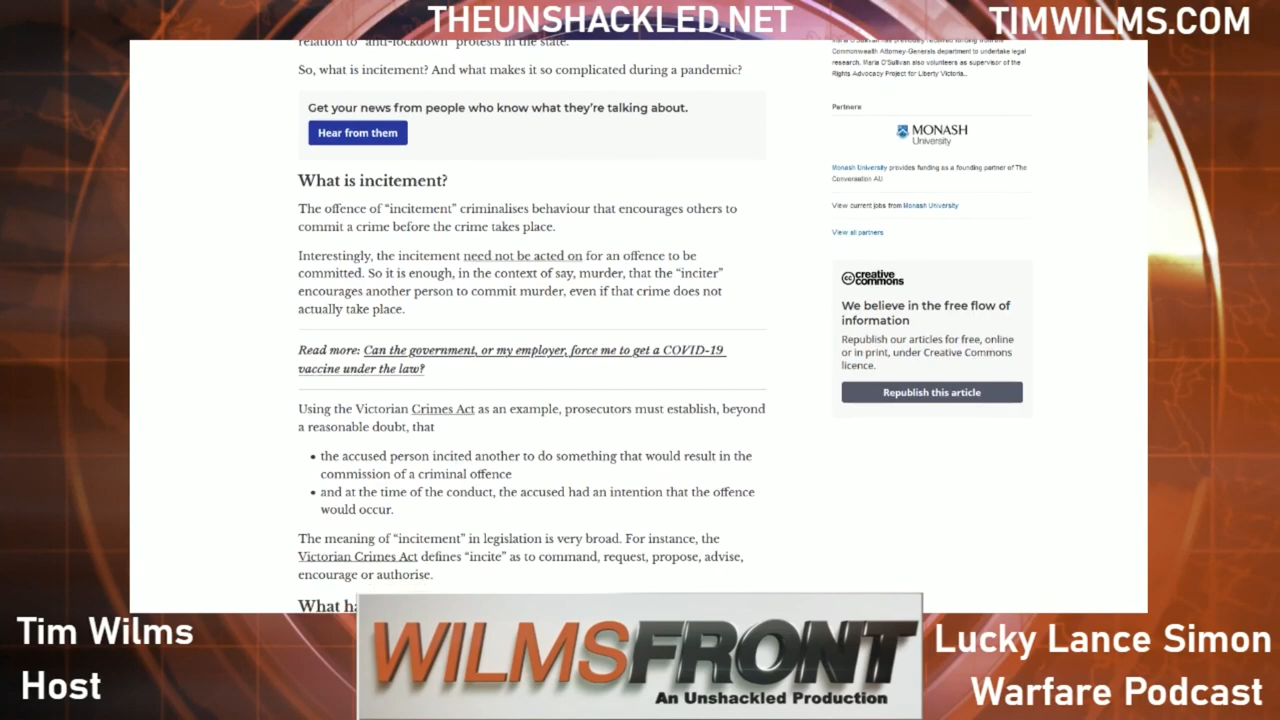 THEUNSHACKLED.NET
TIMWILMS.COM
relation to "anti-lockdown" protests in the state.
So, what is incitement? And what makes it so complicated during a pandemic?
Get your news from people who know what they're talking about.
Hear from them
What is incitement?
The offence of "incitement" criminalises behaviour that encourages others to
commit a crime before the crime takes place.
Interestingly, the incitement need not be acted on for an offence to be
committed. So it is enough, in the context of say, murder, that the "inciter"
encourages another person to commit murder, even if that crime does not
actually take place.
Read more: Can the government, or my employer, force me to get a COVID-19
vaccine under the law?
Using the Victorian Crimes Act as an example, prosecutors must establish, beyond
a reasonable doubt, that
• the accused person incited another to do something that would result in the
commission of a criminal offence
• and at the time of the conduct, the accused had an intention that the offence
would occur.
The meaning of "incitement" in legislation is very broad. For instance, the
Victorian Crimes Act defines "incite" as to command, request, propose, advise,
encourage or authorise.
What ha
Maria O'Sullivan has previously received funding from the
Commonwealth Attorney-Generals department to undertake legal
research. Maria O'Sullivan also volunteers as supervisor of the
Rights Advocacy Project for Liberty Victoria..
Partners
MONASH
University
Monash University provides funding as a founding partner of The
Conversation AU
View current jobs from Monash University
View all partners
cc creative
commons
We believe in the free flow of
information
Republish our articles for free, online
or in print, under Creative Commons
licence.
Republish this article
Tim Wilms
Host
WILMSFRONT
An Unshackled Production
Lucky Lance Simon
Warfare Podcast